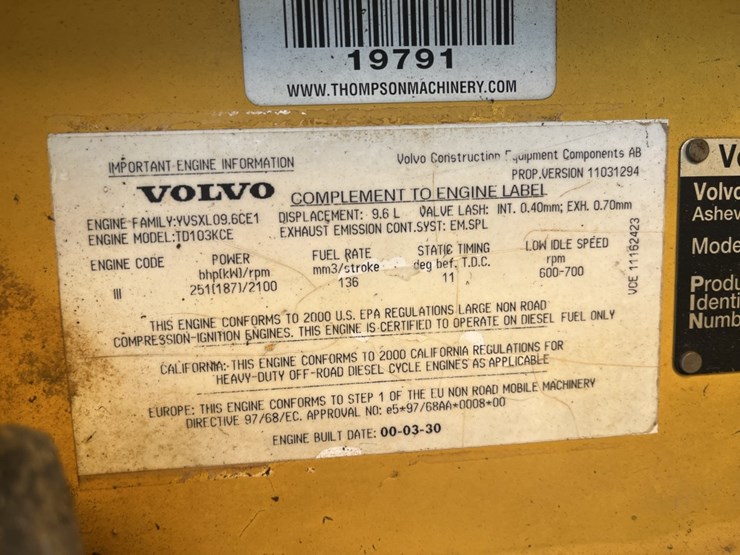 19791
WWW.THOMPSONMACHINERY.COM
IMPORTANT ENGINE INFORMATION
Volvo Construction Equipment Components AB
PROP.VERSION 11031294
VOLVO
COMPLEMENT TO ENGINE LABEL
ENGINE FAMILY:YVSXL09.6CE1
DISPLACEMENT: 9.6 L VALVE LASH: INT. 0.40mm; EXH. 0.70mm
ENGINE MODEL:TD103KCE
EXHAUST EMISSION CONT.SYST: EM.SPL
ENGINE CODE POWER FUEL RATE STATIC TIMING LOW IDLE SPEED
bhp(kW)/rpm mm3/stroke deg bef. T.D.C. rpm
III 251(187)/2100 136 11 600-700
VCE 11162423
THIS ENGINE CONFORMS TO 2000 U.S. EPA REGULATIONS LARGE NON ROAD
COMPRESSION-IGNITION ENGINES. THIS ENGINE IS CERTIFIED TO OPERATE ON DIESEL FUEL ONLY
CALIFORNIA: THIS ENGINE CONFORMS TO 2000 CALIFORNIA REGULATIONS FOR
HEAVY-DUTY OFF-ROAD DIESEL CYCLE ENGINES AS APPLICABLE
EUROPE: THIS ENGINE CONFORMS TO STEP 1 OF THE EU NON ROAD MOBILE MACHINERY
DIRECTIVE 97/68/EC. APPROVAL NO: e5*97/68AA*0008*00
ENGINE BUILT DATE: 00-03-30
Volvo
Ashev
Mode
Produ
Identi
Numb